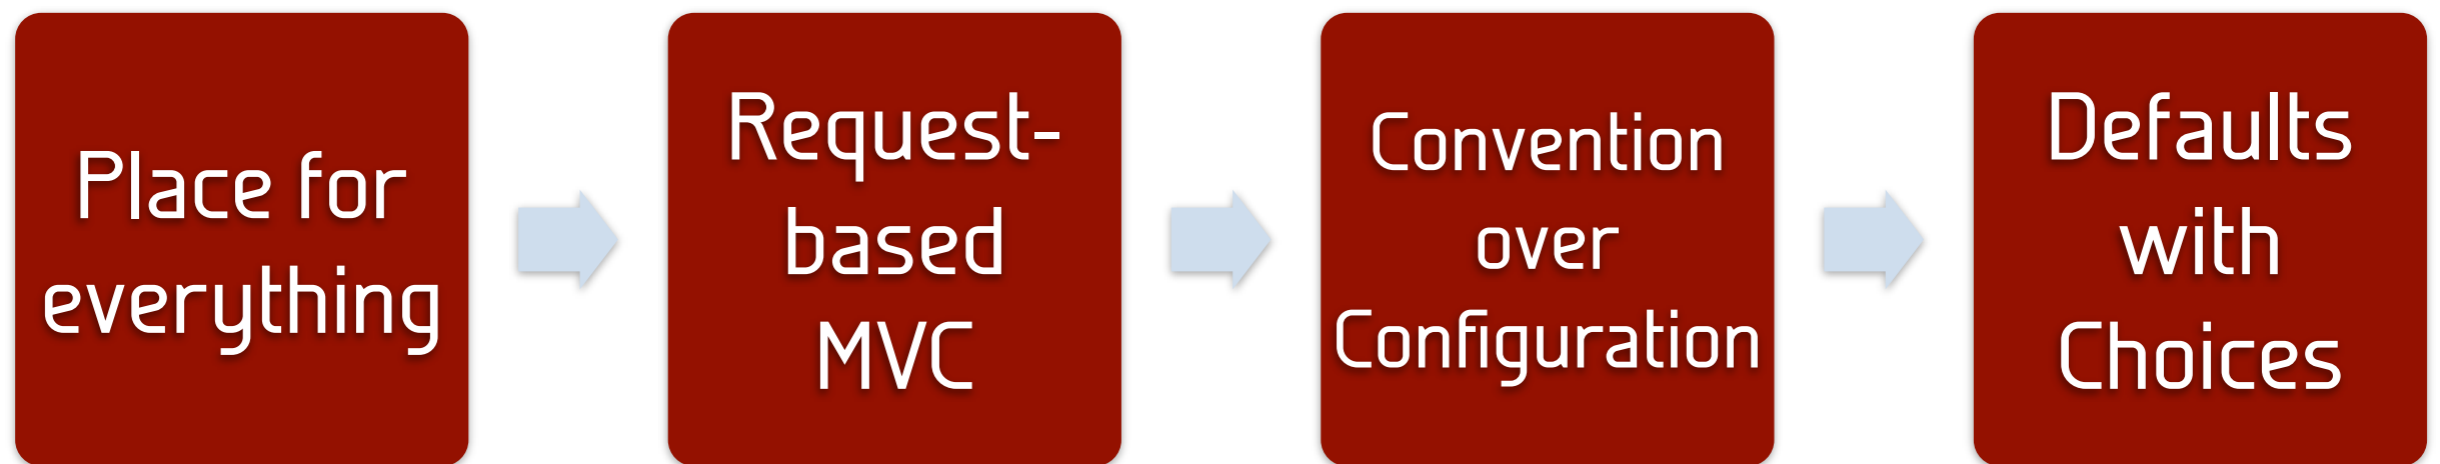 Place for
everything
Request-
based
MVC
Convention
over
Configuration
Defaults
with
Choices